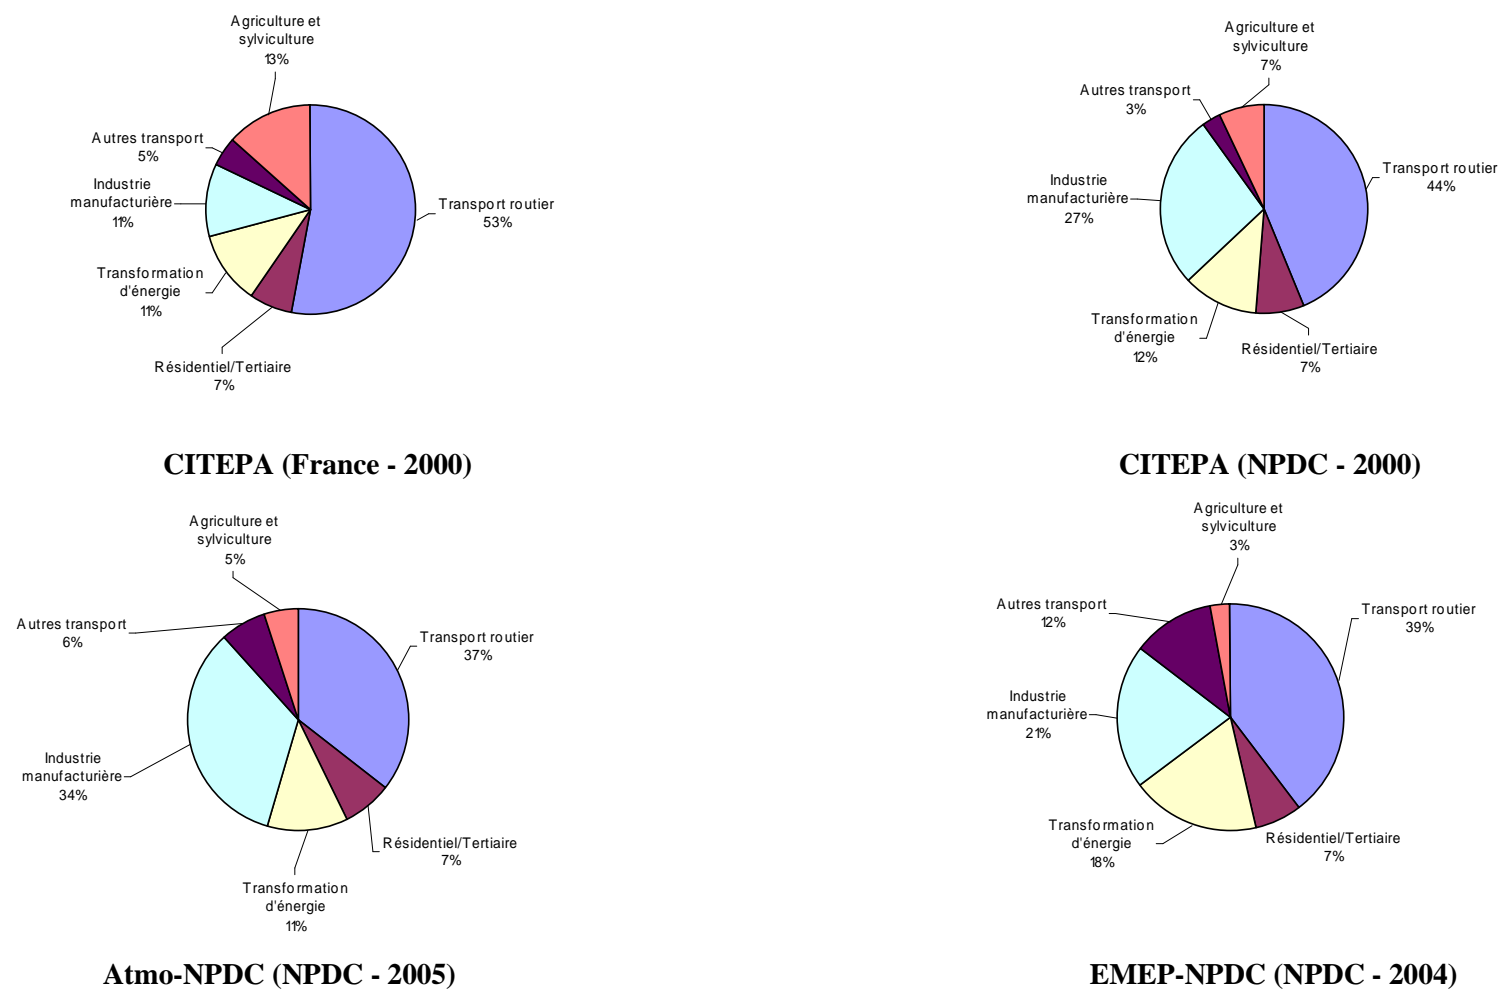 Agriculture et
sylviculture
13%
Autres transport
5%
Industrie
manufacturière
11%
Transport routier
53%
Transformation
d'énergie
11%
Résidentiel/Tertiaire
7%
CITEPA (France - 2000)
Agriculture et
sylviculture
7%
Autres transport
3%
Transport routier
44%
Industrie
manufacturière
27%
Transformation
d'énergie
12%
Résidentiel/Tertiaire
7%
CITEPA (NPDC - 2000)
Agriculture et
sylviculture
5%
Autres transport
6%
Transport routier
37%
Industrie
manufacturière
34%
Résidentiel/Tertiaire
7%
Transformation
d'énergie
11%
Atmo-NPDC (NPDC - 2005)
Agriculture et
sylviculture
3%
Autres transport
12%
Transport routier
39%
Industrie
manufacturière
21%
Transformation
d'énergie
18%
Résidentiel/Tertiaire
7%
EMEP-NPDC (NPDC - 2004)